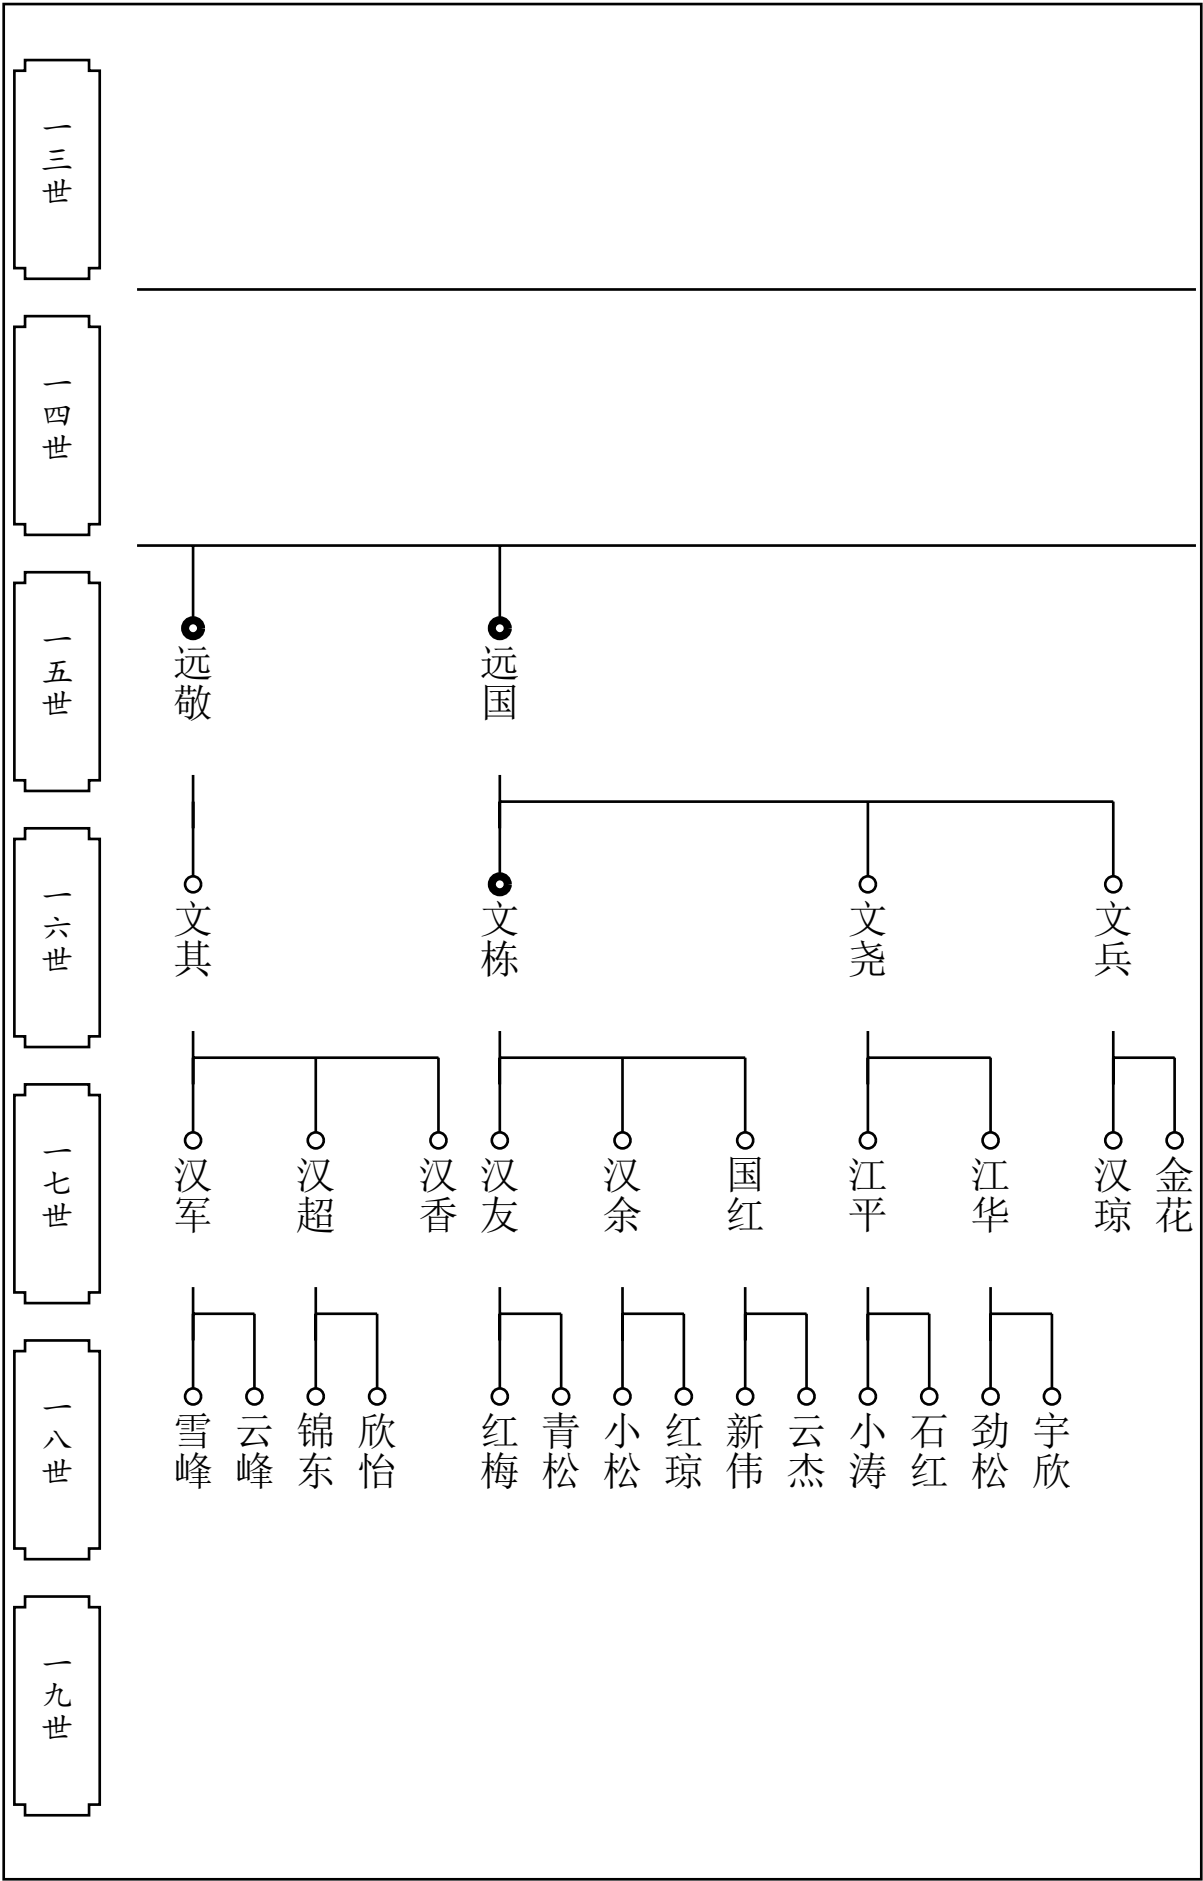 一三世
一四世
一五世
远敬
远国
一六世
文其
文栋
文尧
文兵
一七世
汉军
汉超
汉香
汉友
汉余
国红
江平
江华
汉琼
金花
一八世
雪峰
云峰
锦东
欣怡
红梅
青松
小松
红琼
新伟
云杰
小涛
石红
劲松
宇欣
一九世